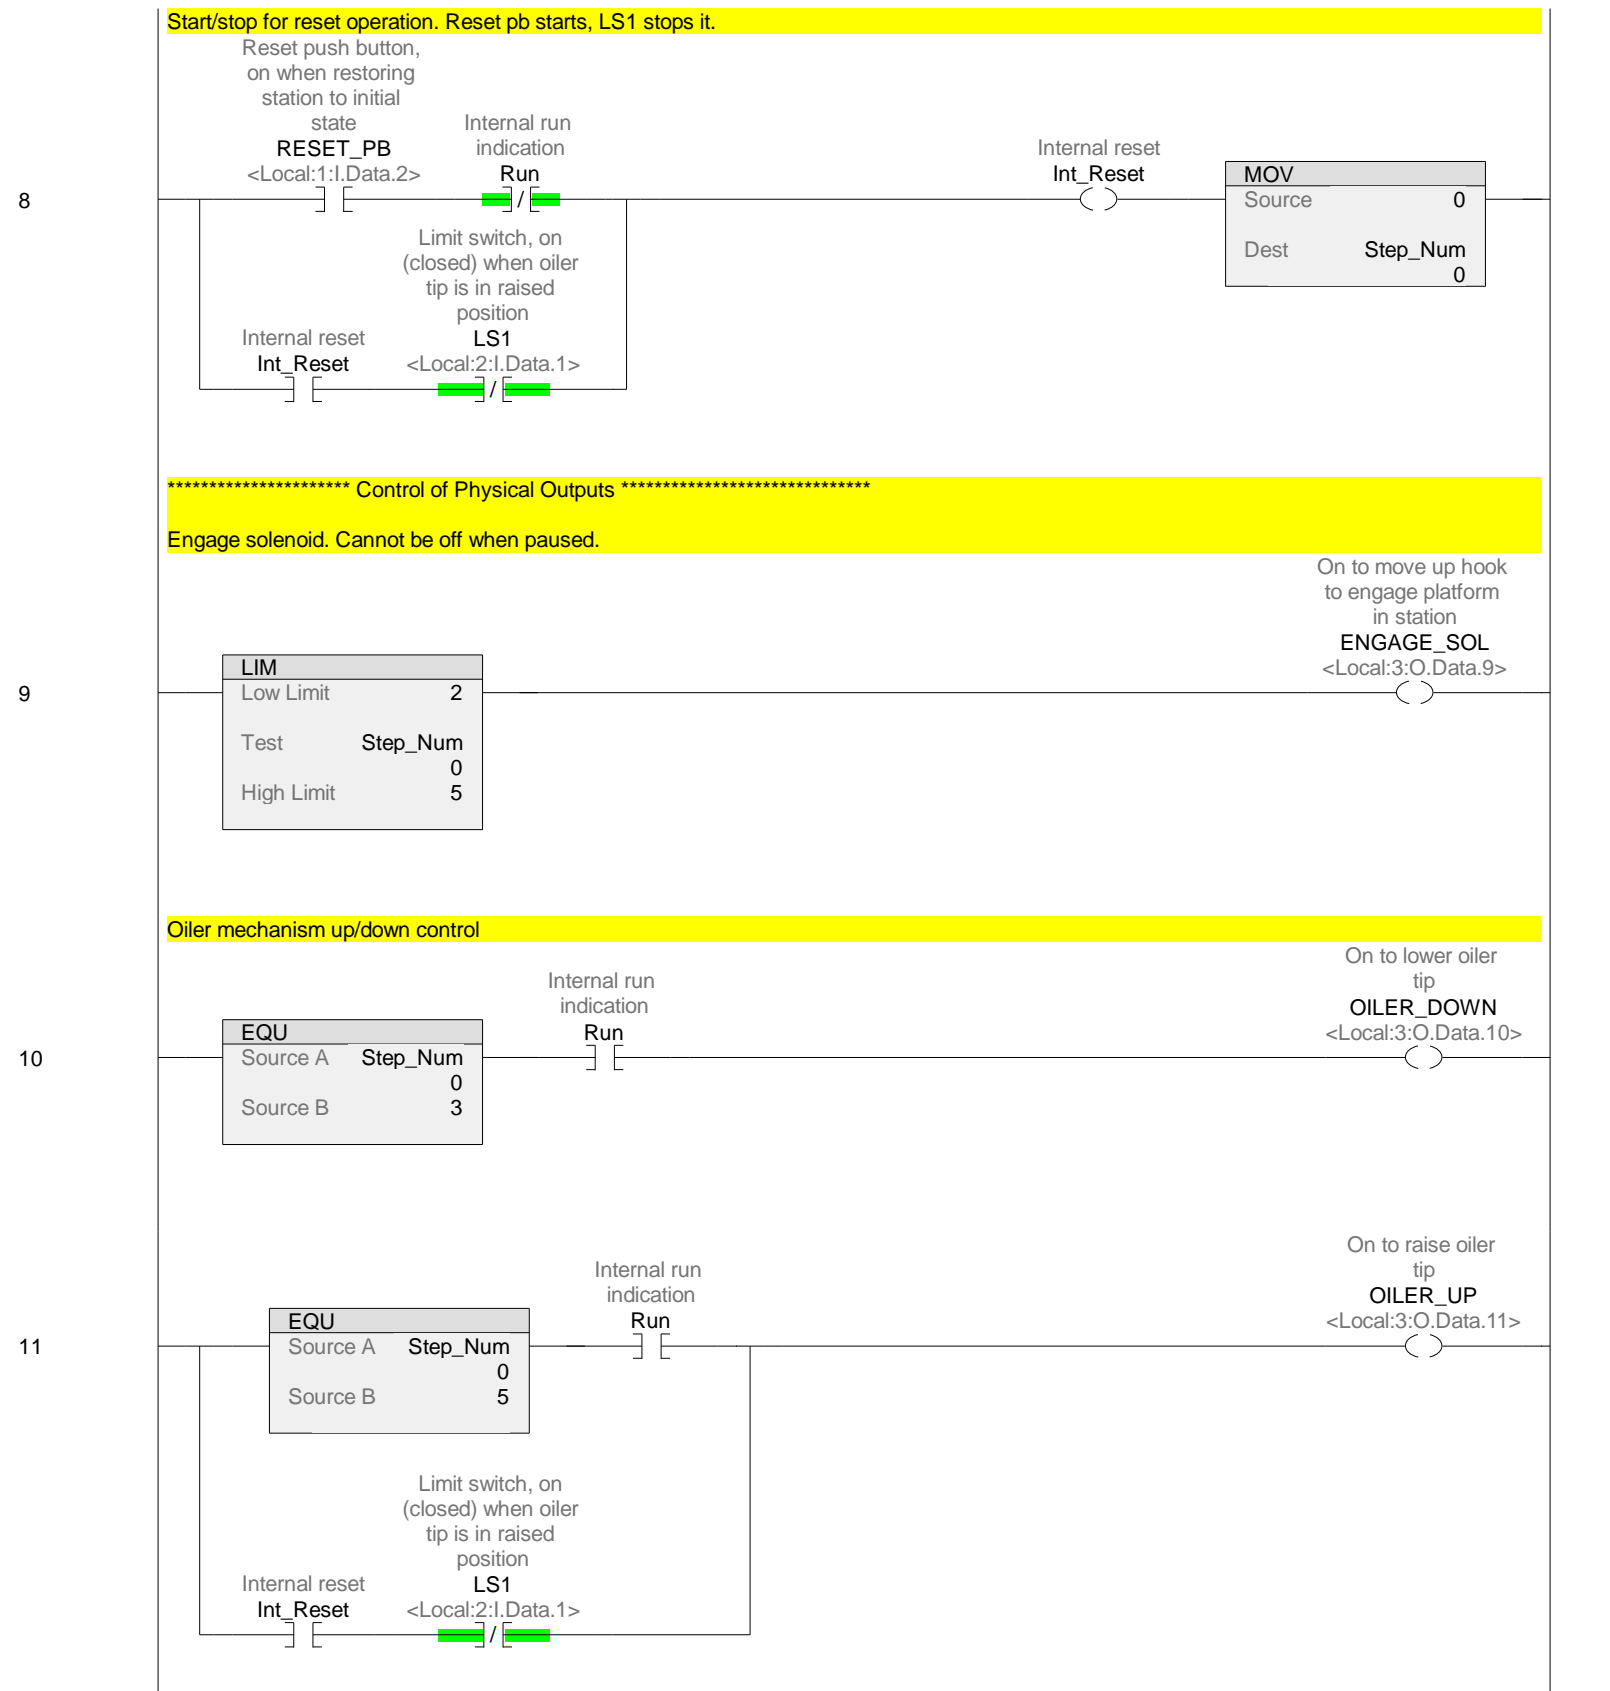 Start/stop for reset operation. Reset pb starts, LS1 stops it.
Reset push button,
on when restoring
station to initial
state
RESET_PB
<Local:1:I.Data.2>
Internal run
indication
Run
/
Internal reset
Int_Reset
MOV
Source 0
Dest Step_Num
0
8
Limit switch, on
(closed) when oiler
tip is in raised
position
LS1
<Local:2:I.Data.1>
/
Internal reset
Int_Reset
********************** Control of Physical Outputs ******************************
Engage solenoid. Cannot be off when paused.
On to move up hook
to engage platform
in station
ENGAGE_SOL
<Local:3:O.Data.9>
9
LIM
Low Limit 2
Test Step_Num
0
High Limit 5
Oiler mechanism up/down control
On to lower oiler
tip
OILER_DOWN
<Local:3:O.Data.10>
Internal run
indication
Run
10
EQU
Source A Step_Num
0
Source B 3
On to raise oiler
tip
OILER_UP
<Local:3:O.Data.11>
Internal run
indication
Run
11
EQU
Source A Step_Num
0
Source B 5
Limit switch, on
(closed) when oiler
tip is in raised
position
LS1
<Local:2:I.Data.1>
/
Internal reset
Int_Reset